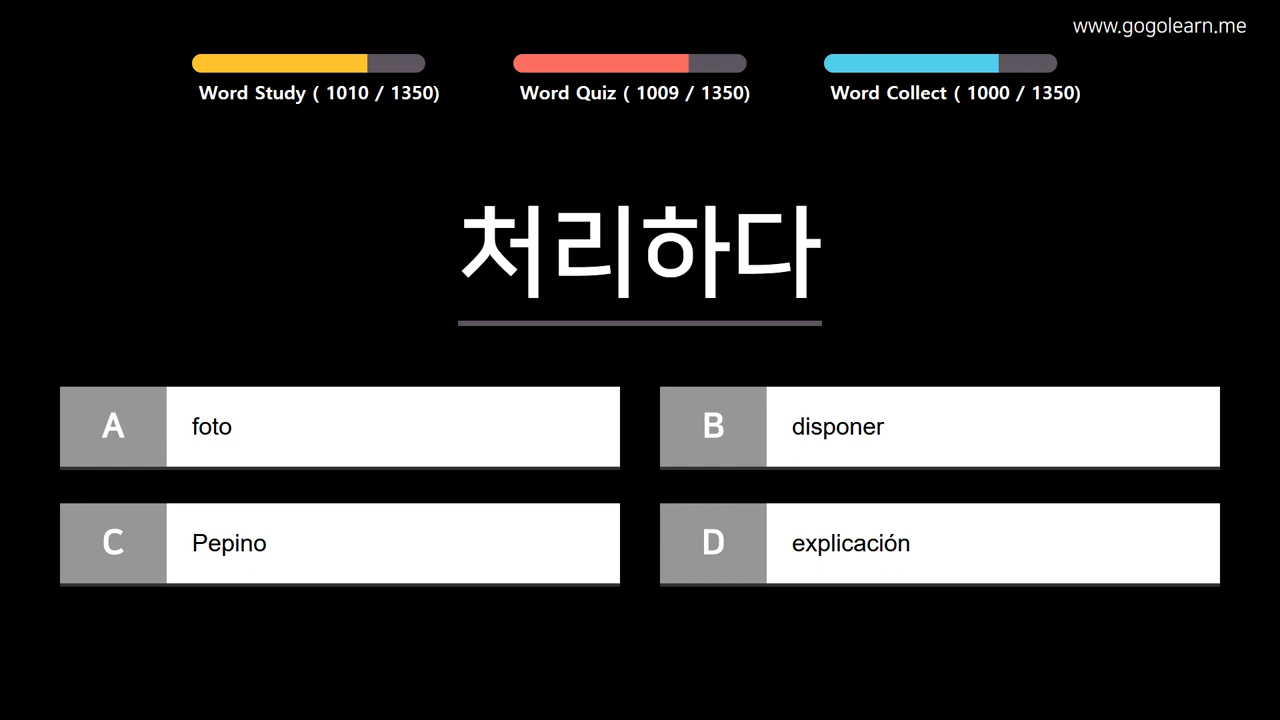 www.gogolearn.me
Word Study ( 1010 / 1350)
Word Quiz ( 1009 / 1350)
Word Collect ( 1000 / 1350)
처리하다
A foto
B disponer
C Pepino
D explicación